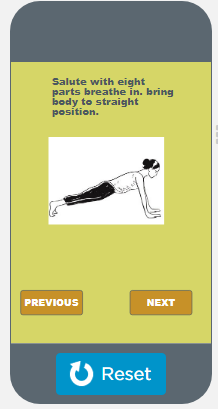 Salute with eight
parts breathe in. bring
body to straight
position.
PREVIOUS
NEXT
Reset